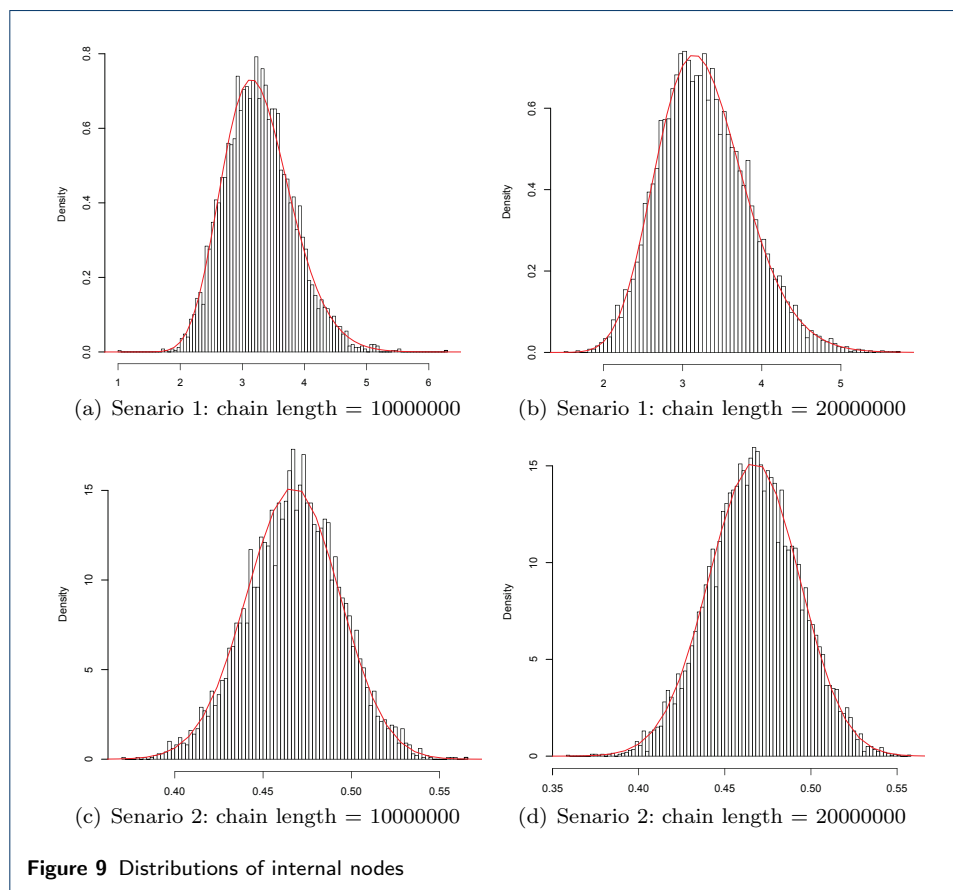 0.8
0.6
0.4
0.2
0.0
Density
1 2 3 4 5 6
(a) Senario 1: chain length = 10000000
0.6
0.4
0.2
0.0
Density
2 3 4 5
(b) Senario 1: chain length = 20000000
15
10
5
0
Density
0.40 0.45 0.50 0.55
(c) Senario 2: chain length = 10000000
15
10
5
0
Density
0.35 0.40 0.45 0.50 0.55
(d) Senario 2: chain length = 20000000
Figure 9 Distributions of internal nodes